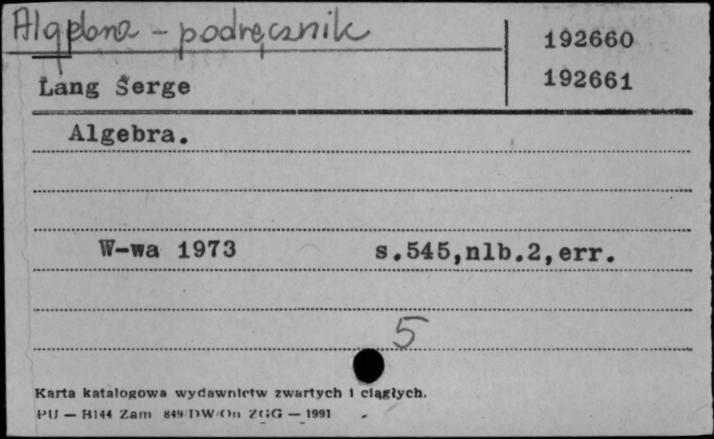 Algebra - podręcznik
192660
Lang Serge
192661
Algebra.
W-wa 1973 s.545,nlb.2,err.
5
Karta katalogowa wydawnictw zwartych i ciągłych.
PU — B144 Zam 849/DW/On ZGG — 1991